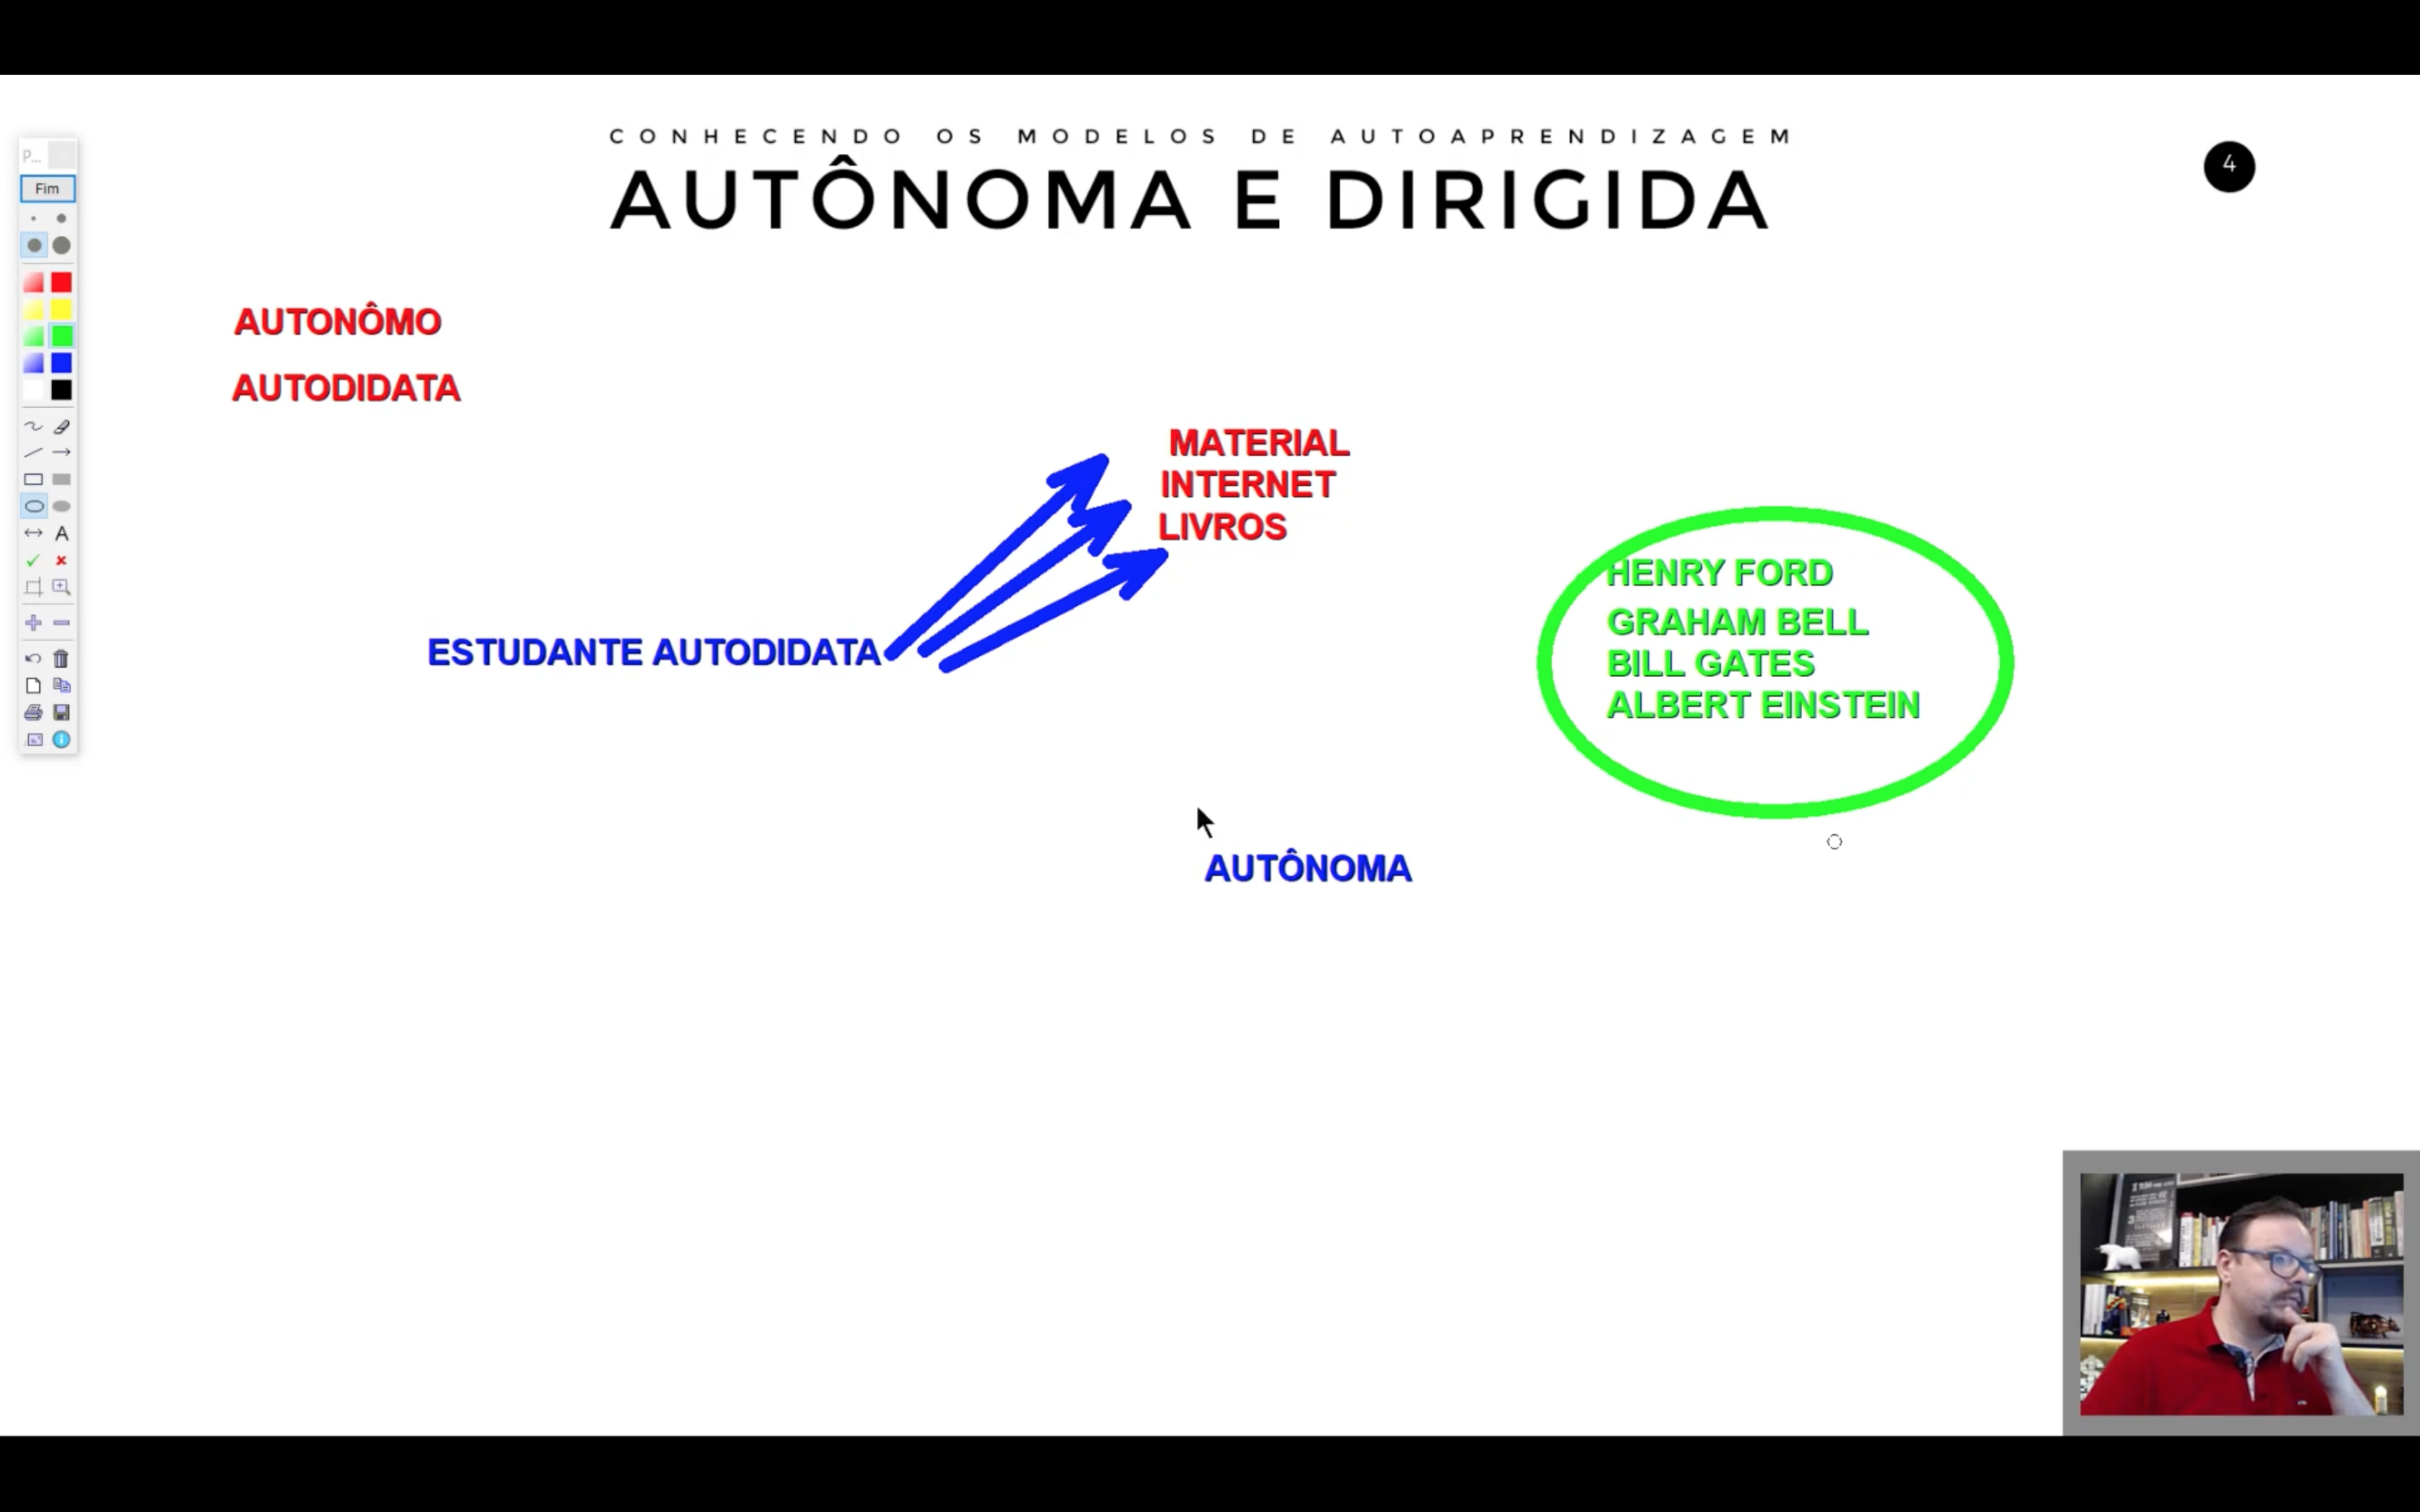 CONHECENDO OS MODELOS DE AUTOAPRENDIZAGEM
AUTÔNOMA E DIRIGIDA
4
P...
Fim
AUTONÔMO
AUTODIDATA
MATERIAL
INTERNET
LIVROS
ESTUDANTE AUTODIDATA
HENRY FORD
GRAHAM BELL
BILL GATES
ALBERT EINSTEIN
AUTÔNOMA